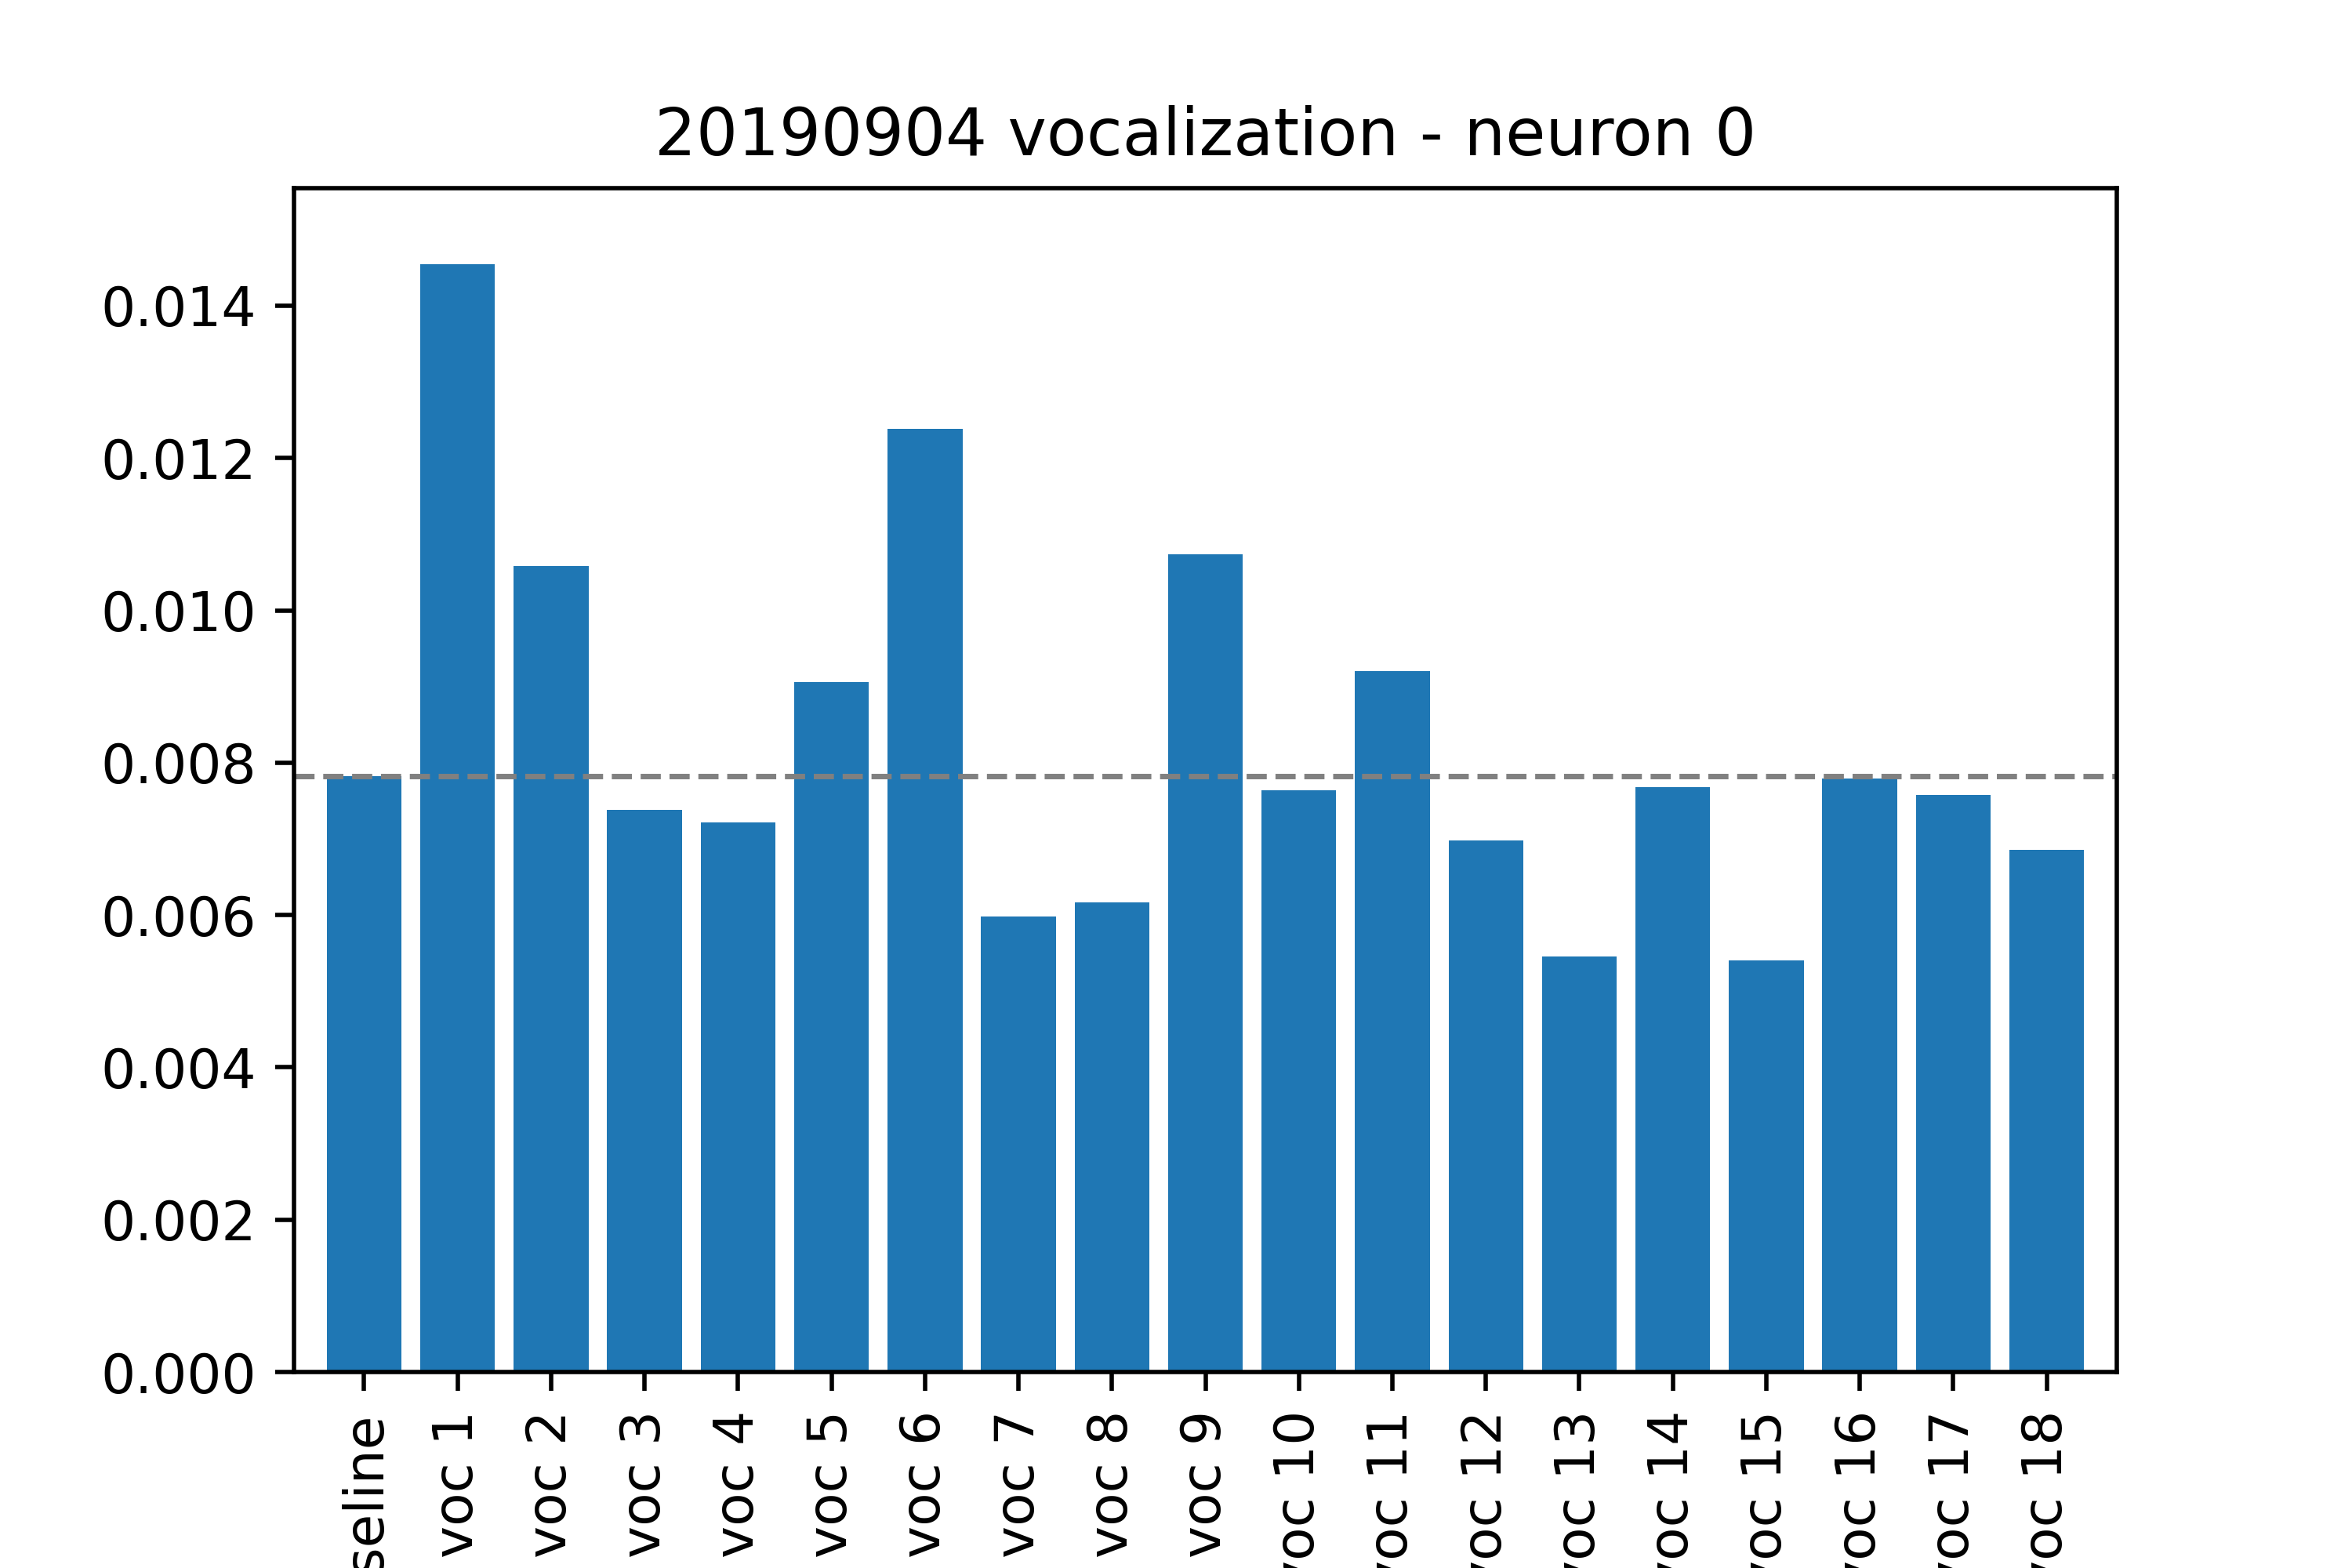 20190904 vocalization - neuron 0
0.014
0.012
0.010
0.008
0.006
0.004
0.002
0.000
seline
voc 1
voc 2
voc 3
voc 4
voc 5
voc 6
voc 7
voc 8
voc 9
voc 10
voc 11
voc 12
voc 13
voc 14
voc 15
voc 16
voc 17
voc 18